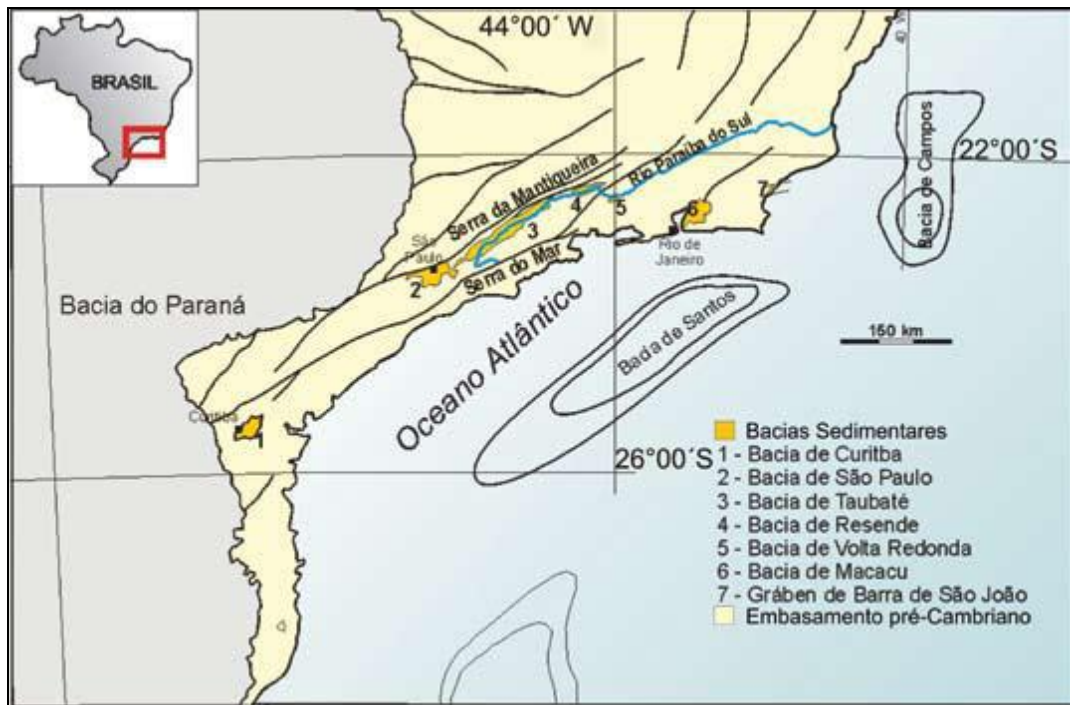 44°00´ W
40 W
BRASIL
22°00´S
Bacia de Campos
Rio Paraiba do Sul
Serra da Mantiqueira
7
4
5
6
3
São
Paulo
Rio de
Janeiro
2
Serra do Mar
Bacia do Paraná
Oceano Atlântico
Bacia de Santos
150 km
Curitiba
1
26°00´S
Bacias Sedimentares
1 - Bacia de Curitba
2 - Bacia de São Paulo
3 - Bacia de Taubaté
4 - Bacia de Resende
5 - Bacia de Volta Redonda
6 - Bacia de Macacu
7 - Gráben de Barra de São João
Embasamento pré-Cambriano